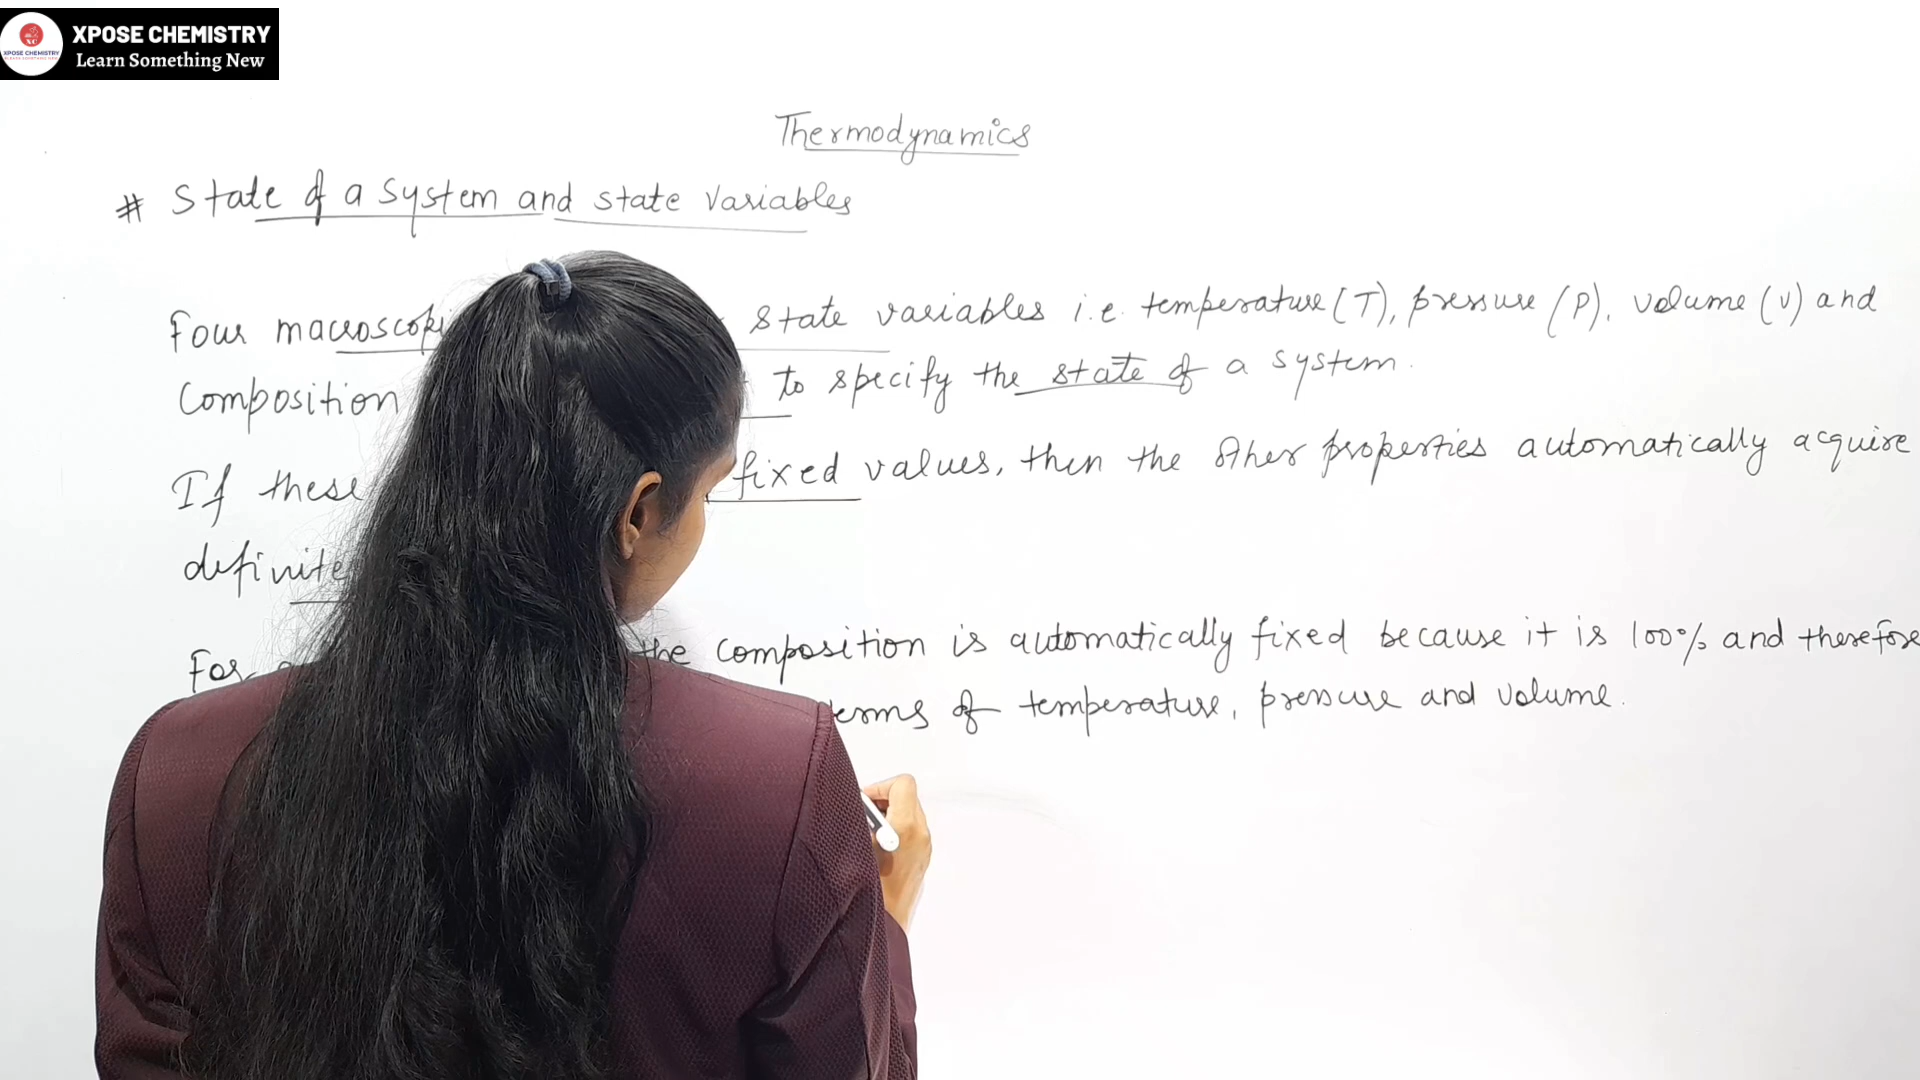 XPOSE CHEMISTRY
Learn Something New
Thermodynamics
# State of a system and state variables
Four state variables i.e. temperature (T), pressure (P), volume (v) and
Composition to specify the state of a system.
If these fixed values, then the other properties automatically acquire
definite
For the composition is automatically fixed because it is 100% and therefore
of temperature, pressure and volume.